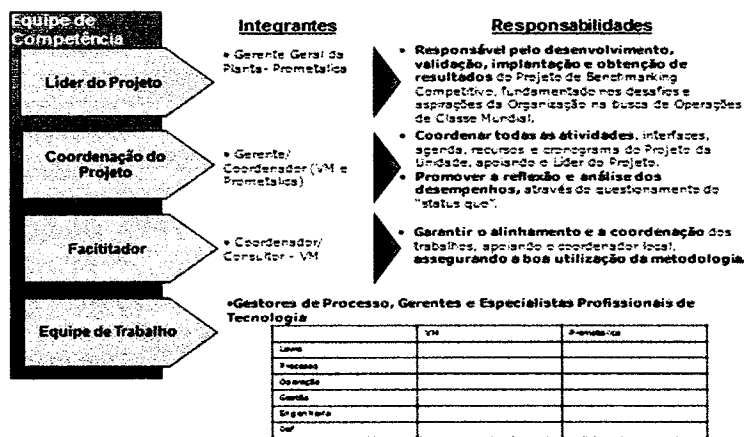 Equipe de
Competência
Integrantes
Responsabilidades
Líder do Projeto
• Gerente Geral da
Planta- Prometalica
• Responsável pelo desenvolvimento,
validação, implantação e obtenção de
resultados do Projeto de Benchmarking
Competitivo, fundamentado nos desafios e
aspirações da Organização na busca de Operações
de Classe Mundial.
Coordenação do
Projeto
• Gerente/
Coordenador (VM e
Prometalica)
• Coordenar todas as atividades, interfaces,
agenda, recursos e cronograma do Projeto da
Unidade, apoiando o Líder do Projeto.
• Promover a reflexão e análise dos
desempenhos, através do questionamento do
"status quo".
Facititador
• Coordenador/
Consultor - VM
• Garantir o alinhamento e a coordenação dos
trabalhos, apoiando o coordenador local,
assegurando a boa utilização da metodologia.
Equipe de Trabalho
•Gestores de Processo, Gerentes e Especialistas Profissionais de
Tecnologia
VM
Prometalica
Processo
Operação
Gestão
Engenharia